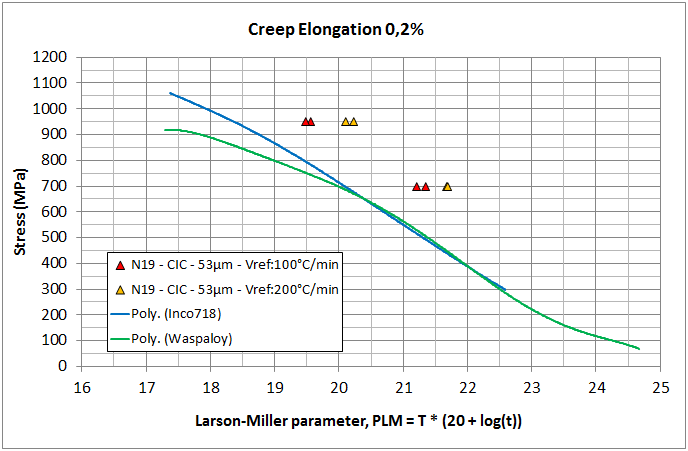 Creep Elongation 0,2%
Stress (MPa)
1200
1100
1000
900
800
700
600
500
400
300
200
100
0
N19 - CIC - 53µm - Vref:100°C/min
N19 - CIC - 53µm - Vref:200°C/min
Poly. (Inco718)
Poly. (Waspaloy)
16 17 18 19 20 21 22 23 24 25
Larson-Miller parameter, PLM = T * (20 + log(t))